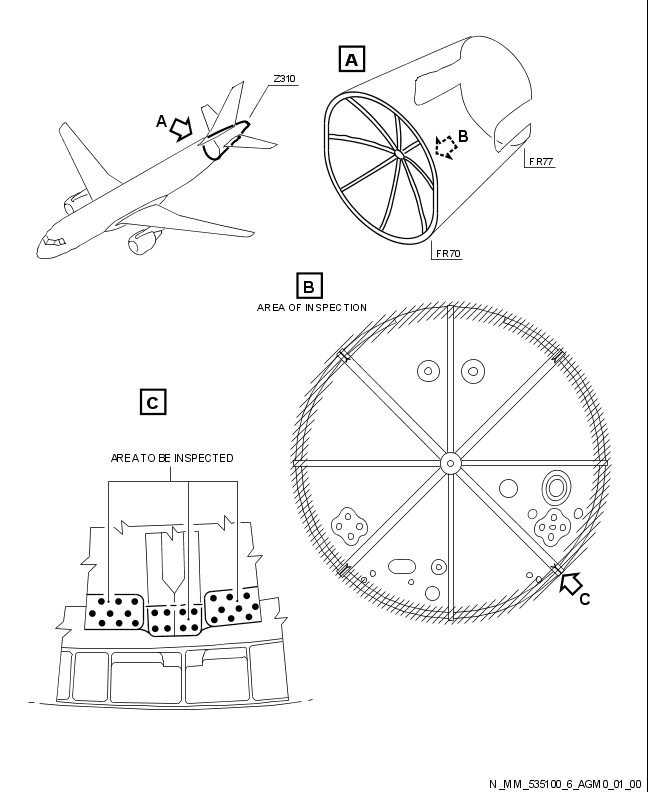 A
Z310
A
B
FR77
FR70
B
AREA OF INSPECTION
C
AREA TO BE INSPECTED
C
N_MM_535100_6_AGM0_01_00